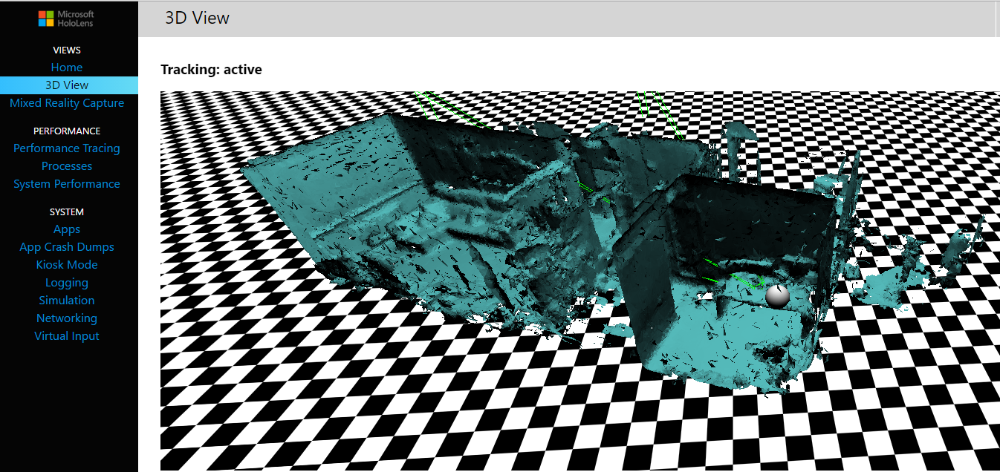 Microsoft
HoloLens
3D View
VIEWS
Home
3D View
Mixed Reality Capture
PERFORMANCE
Performance Tracing
Processes
System Performance
SYSTEM
Apps
App Crash Dumps
Kiosk Mode
Logging
Simulation
Networking
Virtual Input
Tracking: active